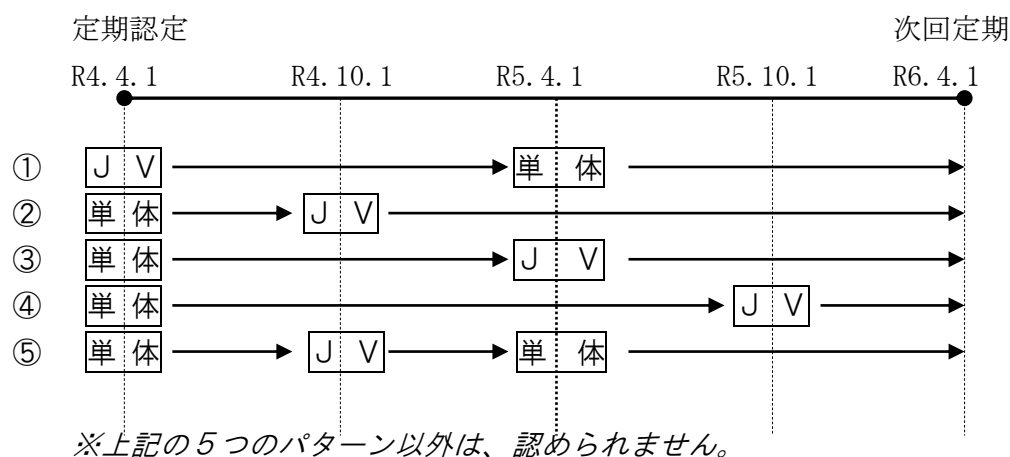 定期認定 次回定期
R4.4.1 R4.10.1 R5.4.1 R5.10.1 R6.4.1
① ＪＶ 単体
② 単体 ＪＶ
③ 単体 ＪＶ
④ 単体 ＪＶ
⑤ 単体 ＪＶ 単体
※上記の５つのパターン以外は、認められません。